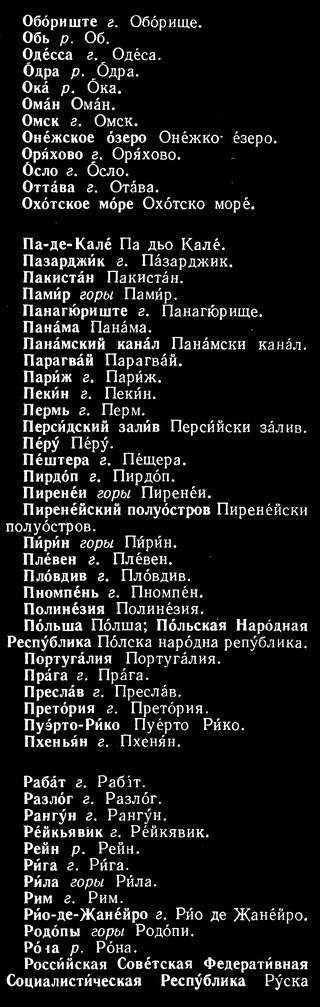 Обо́риште г. Обо́рище.
Обь р. Об.
Оде́сса г. Оде́са.
О́дра р. О́дра.
Ока́ р. О́ка.
Ома́н Ома́н.
Омск г. Омск.
Оне́жское о́зеро Оне́жко е́зеро.
Оря́хово г. Оря́хово.
О́сло г. О́сло.
Отта́ва г. Ота́ва.
Охо́тское мо́ре Охо́тско море́.
Па-де-Кале́ Па дьо Кале́.
Пазарджи́к г. Па́зарджик.
Пакиста́н Пакиста́н.
Пами́р горы Пами́р.
Панагю́риште г. Панагю́рище.
Пана́ма Пана́ма.
Пана́мский кана́л Пана́мски кана́л.
Парагва́й Парагва́й.
Пари́ж г. Пари́ж.
Пеки́н г. Пеки́н.
Пермь г. Перм.
Перси́дский зали́в Перси́йски за́лив.
Пе́ру Пе́ру.
Пе́штера г. Пе́щера.
Пирдо́п г. Пирдо́п.
Пирене́и горы Пирене́и.
Пирене́йский полуо́стров Пирене́йски
полуо́стров.
Пи́рин горы Пи́рин.
Пле́вен г. Пле́вен.
Пло́вдив г. Пло́вдив.
Пномпе́нь г. Пномпе́н.
Полине́зия Полине́зия.
По́льша По́лша; По́льская Наро́дная
Респу́блика По́лска наро́дна репу́блика.
Португа́лия Португа́лия.
Пра́га г. Пра́га.
Пресла́в г. Пресла́в.
Прето́рия г. Прето́рия.
Пуэ́рто-Ри́ко Пуе́рто Ри́ко.
Пхенья́н г. Пхеня́н.
Раба́т г. Раба́т.
Разло́г г. Разло́г.
Рангу́н г. Рангу́н.
Ре́йкьявик г. Ре́йкявик.
Рейн р. Рейн.
Ри́га г. Ри́га.
Ри́ла горы Ри́ла.
Рим г. Рим.
Ри́о-де-Жане́йро г. Ри́о де Жане́йро.
Родо́пы горы Родо́пи.
Ро́на р. Ро́на.
Росси́йская Сове́тская Федерати́вная
Социалисти́ческая Респу́блика Ру́ска